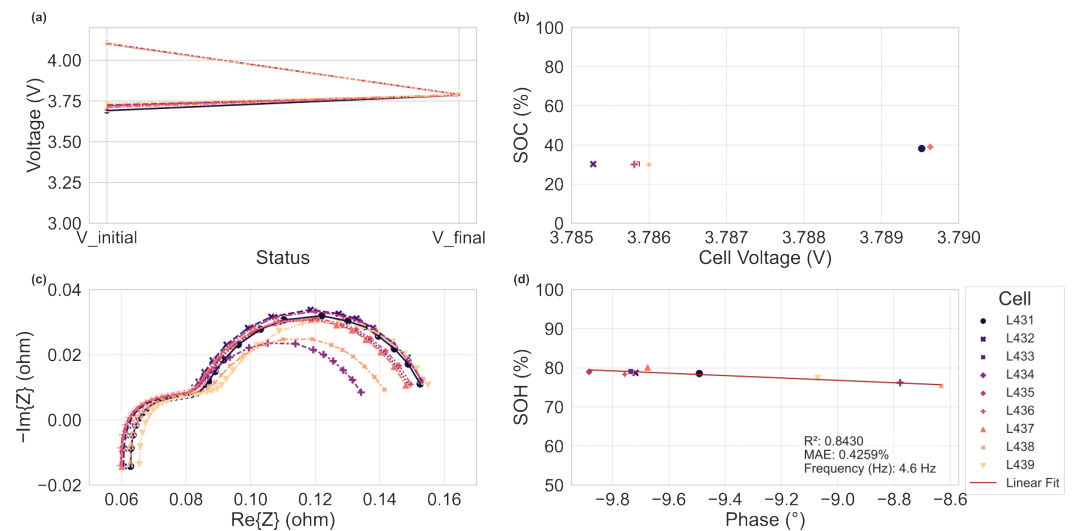 (a)
4.00
3.75
3.50
3.25
3.00
Voltage (V)
V_initial
V_final
Status
(b)
100
80
60
40
20
0
SOC (%)
3.785
3.786
3.787
3.788
3.789
3.790
Cell Voltage (V)
(c)
0.04
0.02
0.00
−0.02
−Im{Z} (ohm)
0.06
0.08
0.10
0.12
0.14
0.16
Re{Z} (ohm)
(d)
100
90
80
70
60
50
SOH (%)
R²: 0.8430
MAE: 0.4259%
Frequency (Hz): 4.6 Hz
−9.8
−9.6
−9.4
−9.2
−9.0
−8.8
−8.6
Phase (°)
Cell
L431
L432
L433
L434
L435
L436
L437
L438
L439
Linear Fit